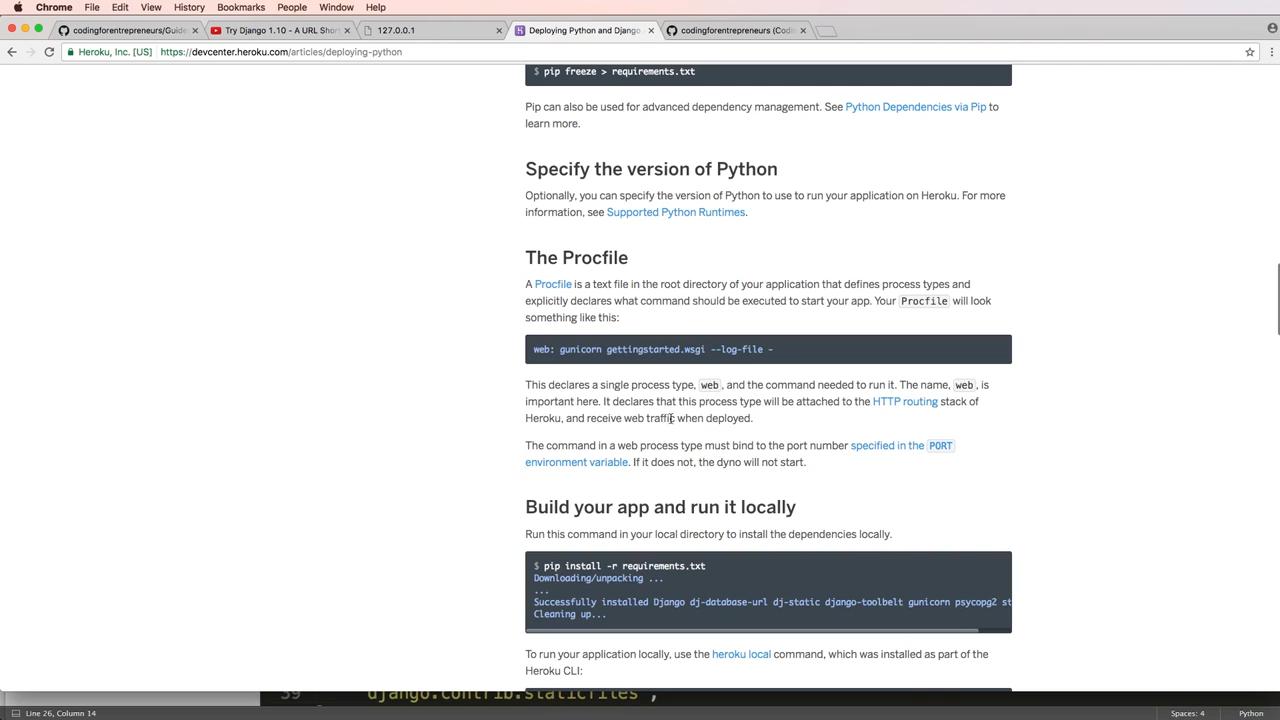 Chrome File Edit View History Bookmarks People Window Help
codingforentrepreneurs/Guide
Try Django 1.10 - A URL Short
127.0.0.1
Deploying Python and Django
codingforentrepreneurs (Codi
Heroku, Inc. [US] https://devcenter.heroku.com/articles/deploying-python
$ pip freeze > requirements.txt
Pip can also be used for advanced dependency management. See Python Dependencies via Pip to
learn more.
Specify the version of Python
Optionally, you can specify the version of Python to use to run your application on Heroku. For more
information, see Supported Python Runtimes.
The Procfile
A Procfile is a text file in the root directory of your application that defines process types and
explicitly declares what command should be executed to start your app. Your Procfile will look
something like this:
web: gunicorn gettingstarted.wsgi --log-file -
This declares a single process type, web, and the command needed to run it. The name, web, is
important here. It declares that this process type will be attached to the HTTP routing stack of
Heroku, and receive web traffic when deployed.
The command in a web process type must bind to the port number specified in the PORT
environment variable. If it does not, the dyno will not start.
Build your app and run it locally
Run this command in your local directory to install the dependencies locally.
$ pip install -r requirements.txt
Downloading/unpacking ...
...
Successfully installed Django dj-database-url dj-static django-toolbelt gunicorn psycopg2 st
Cleaning up...
To run your application locally, use the heroku local command, which was installed as part of the
Heroku CLI:
39 django.contrib.staticfiles',
Line 26, Column 14
Spaces: 4
Python